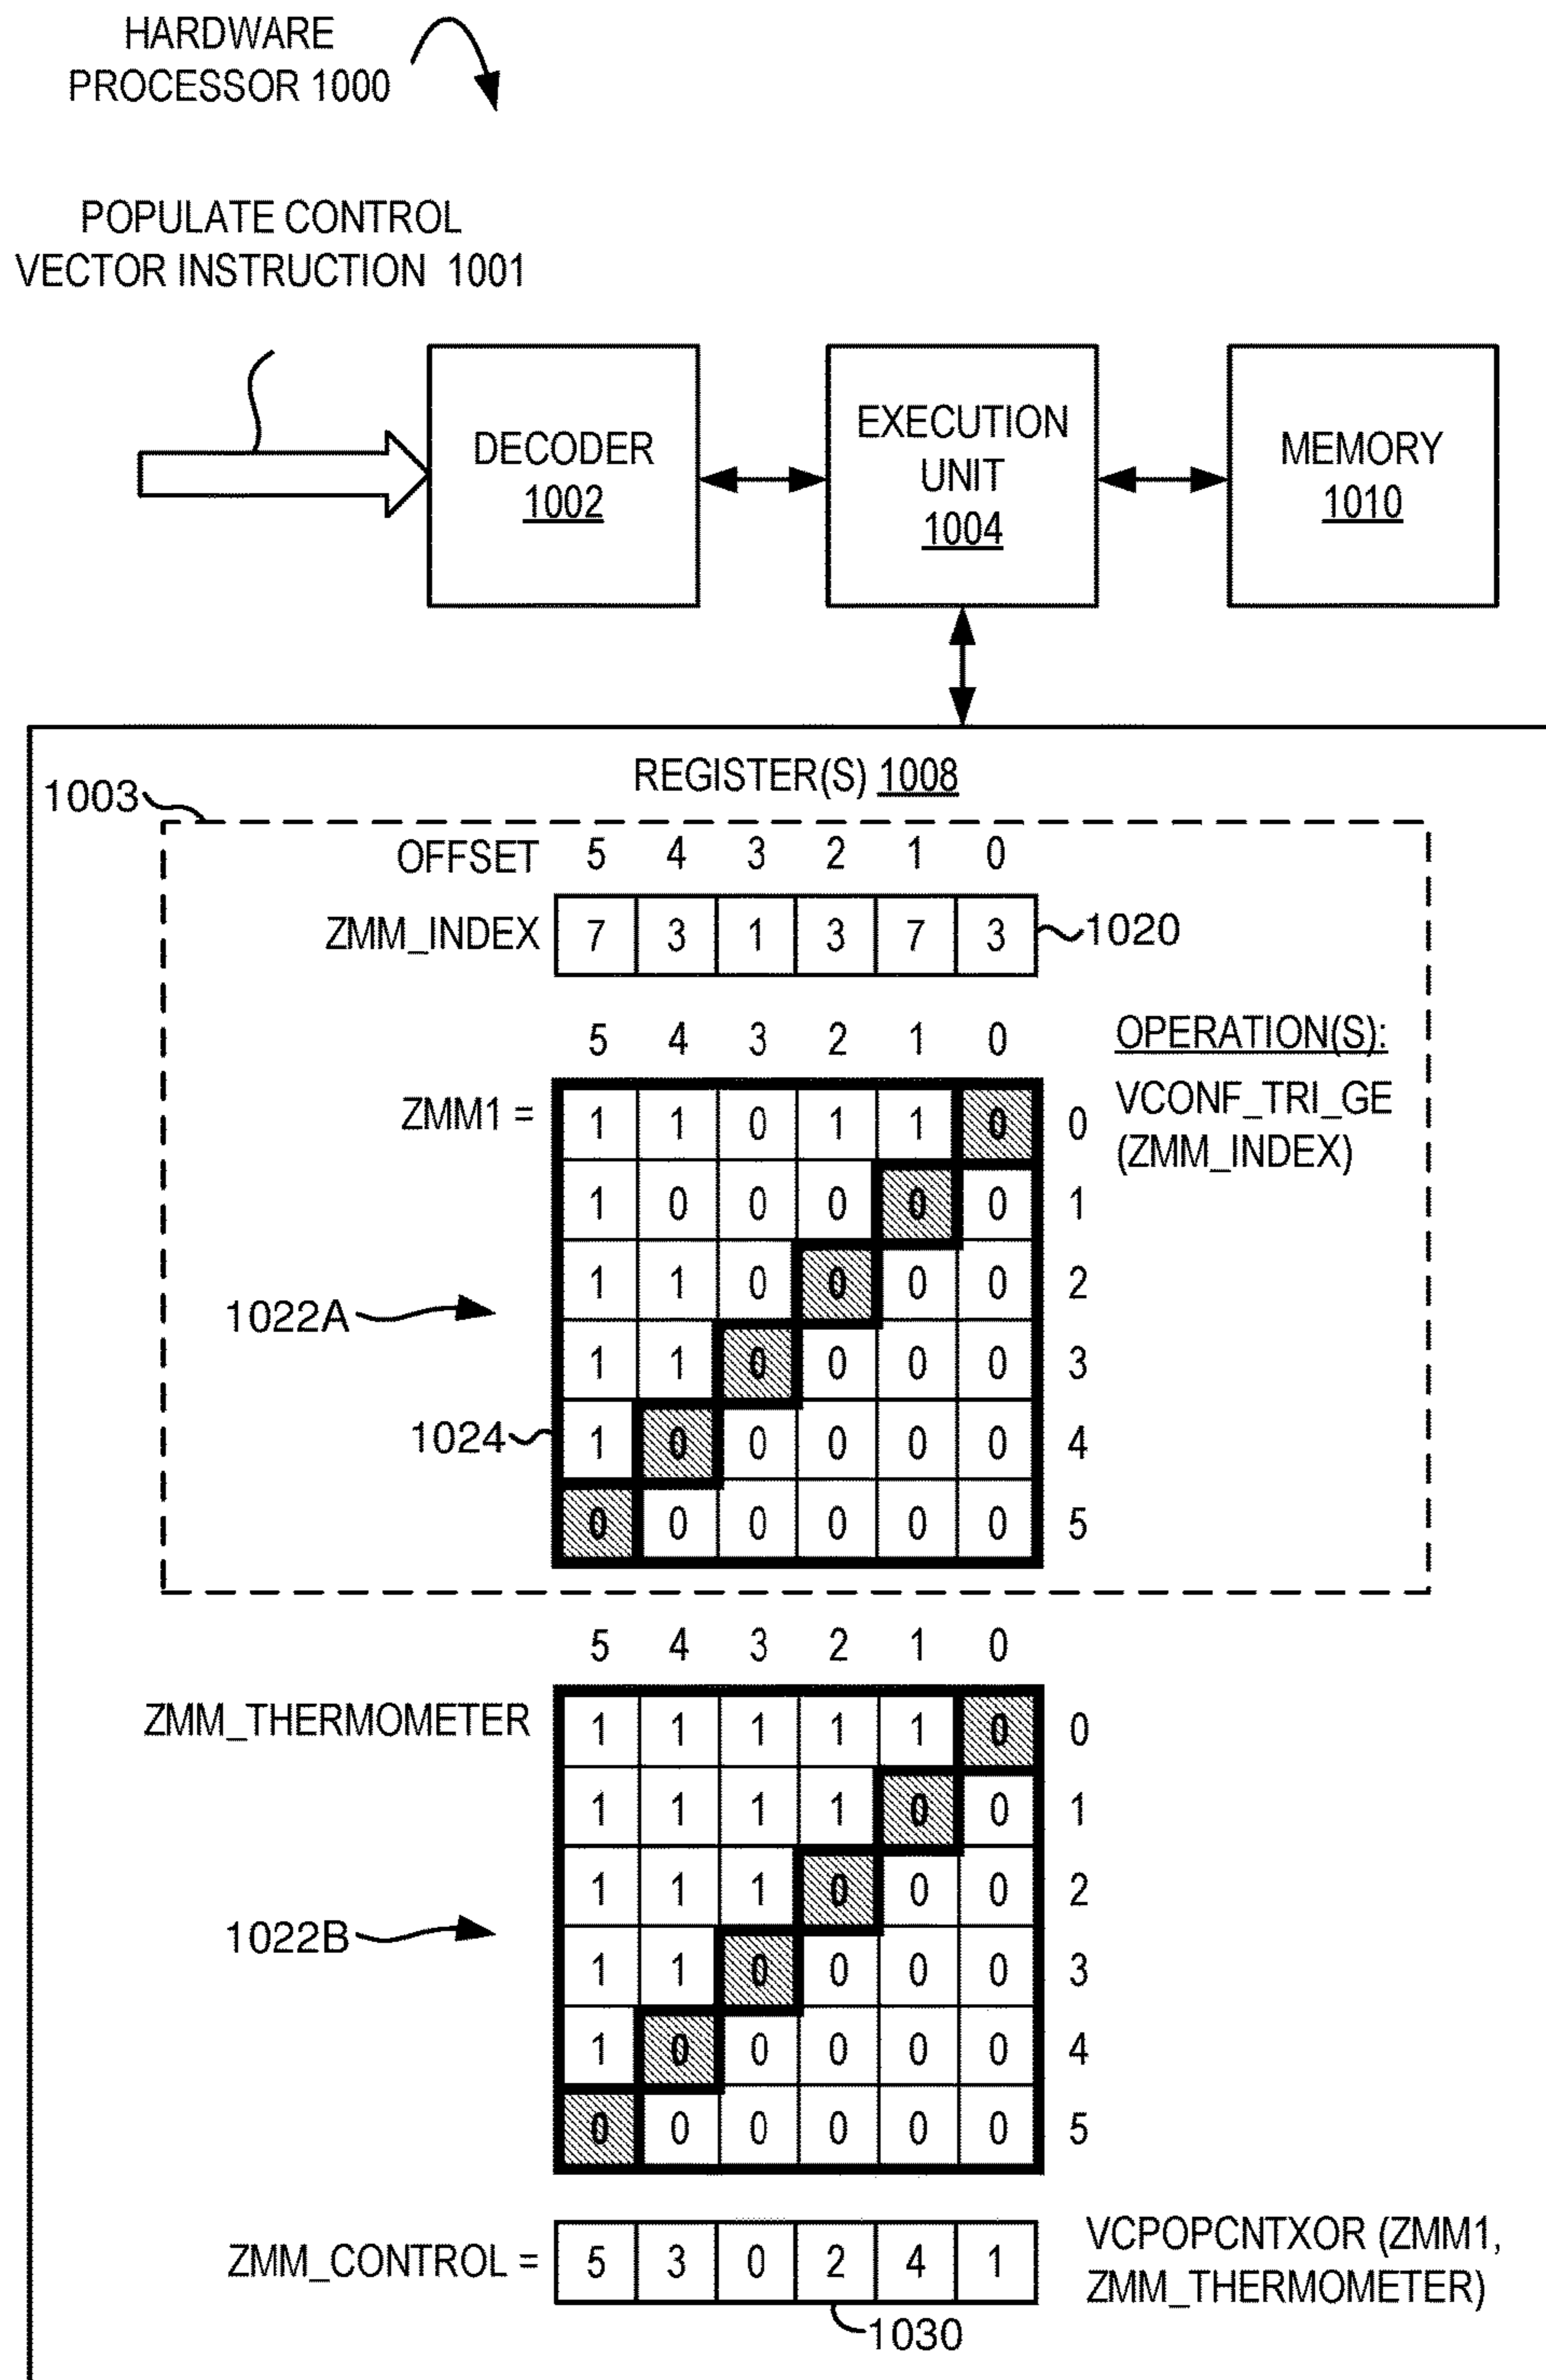 HARDWARE
PROCESSOR 1000
POPULATE CONTROL
VECTOR INSTRUCTION 1001
DECODER
1002
EXECUTION
UNIT
1004
MEMORY
1010
REGISTER(S) 1008
1003
OFFSET 5 4 3 2 1 0
ZMM_INDEX 7 3 1 3 7 3 1020
5 4 3 2 1 0
OPERATION(S):
ZMM1 = 1 1 0 1 1 0 0
VCONF_TRI_GE
(ZMM_INDEX)
1 0 0 0 0 0 1
1 1 0 0 0 0 2
1022A
1 1 0 0 0 0 3
1024 1 0 0 0 0 0 4
0 0 0 0 0 0 5
5 4 3 2 1 0
ZMM_THERMOMETER 1 1 1 1 1 0 0
1 1 1 1 0 0 1
1 1 1 0 0 0 2
1022B
1 1 0 0 0 0 3
1 0 0 0 0 0 4
0 0 0 0 0 0 5
ZMM_CONTROL = 5 3 0 2 4 1
VCPOPCNTXOR (ZMM1,
ZMM_THERMOMETER)
1030